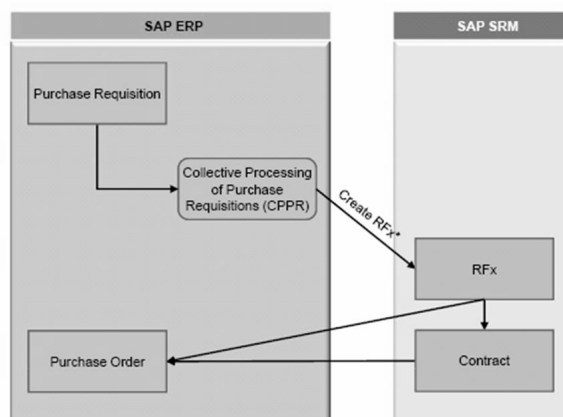 SAP ERP
SAP SRM
Purchase Requisition
Collective Processing
of Purchase
Requisitions (CPPR)
Create RFx*
RFx
Purchase Order
Contract